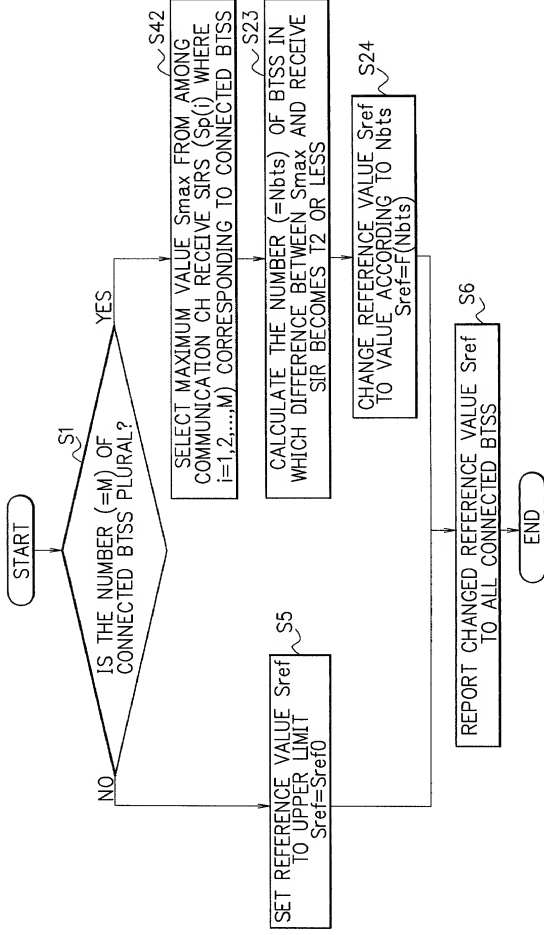 START
S1
IS THE NUMBER (=M) OF
CONNECTED BTSS PLURAL?
YES
NO
S42
SELECT MAXIMUM VALUE Smax FROM AMONG
COMMUNICATION CH RECEIVE SIRS (Sp(i) WHERE
i=1,2,...,M) CORRESPONDING TO CONNECTED BTSS
S23
CALCULATE THE NUMBER (=Nbts) OF BTSS IN
WHICH DIFFERENCE BETWEEN Smax AND RECEIVE
SIR BECOMES T2 OR LESS
S24
CHANGE REFERENCE VALUE Sref
TO VALUE ACCORDING TO Nbts
Sref=F(Nbts)
S5
SET REFERENCE VALUE Sref
TO UPPER LIMIT
Sref=Sref0
S6
REPORT CHANGED REFERENCE VALUE Sref
TO ALL CONNECTED BTSS
END